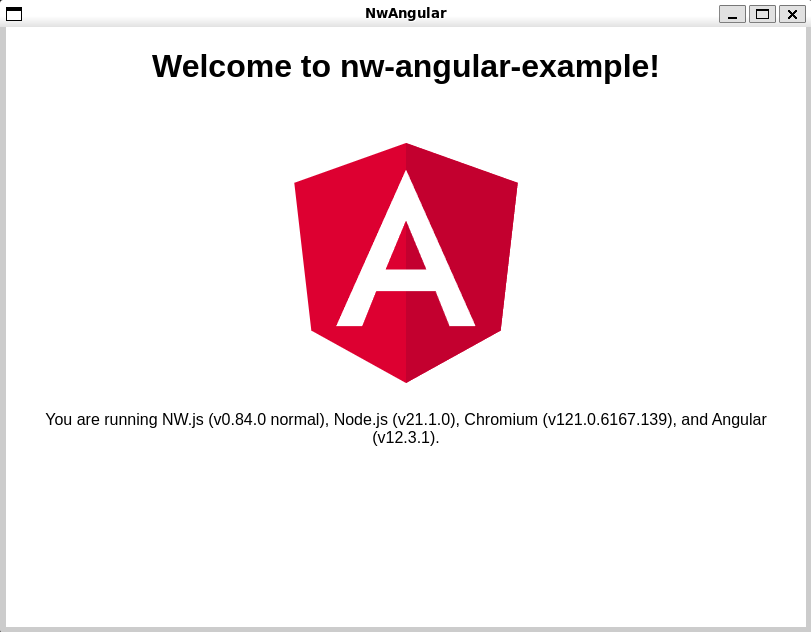 NwAngular
Welcome to nw-angular-example!
A
You are running NW.js (v0.84.0 normal), Node.js (v21.1.0), Chromium (v121.0.6167.139), and Angular
(v12.3.1).